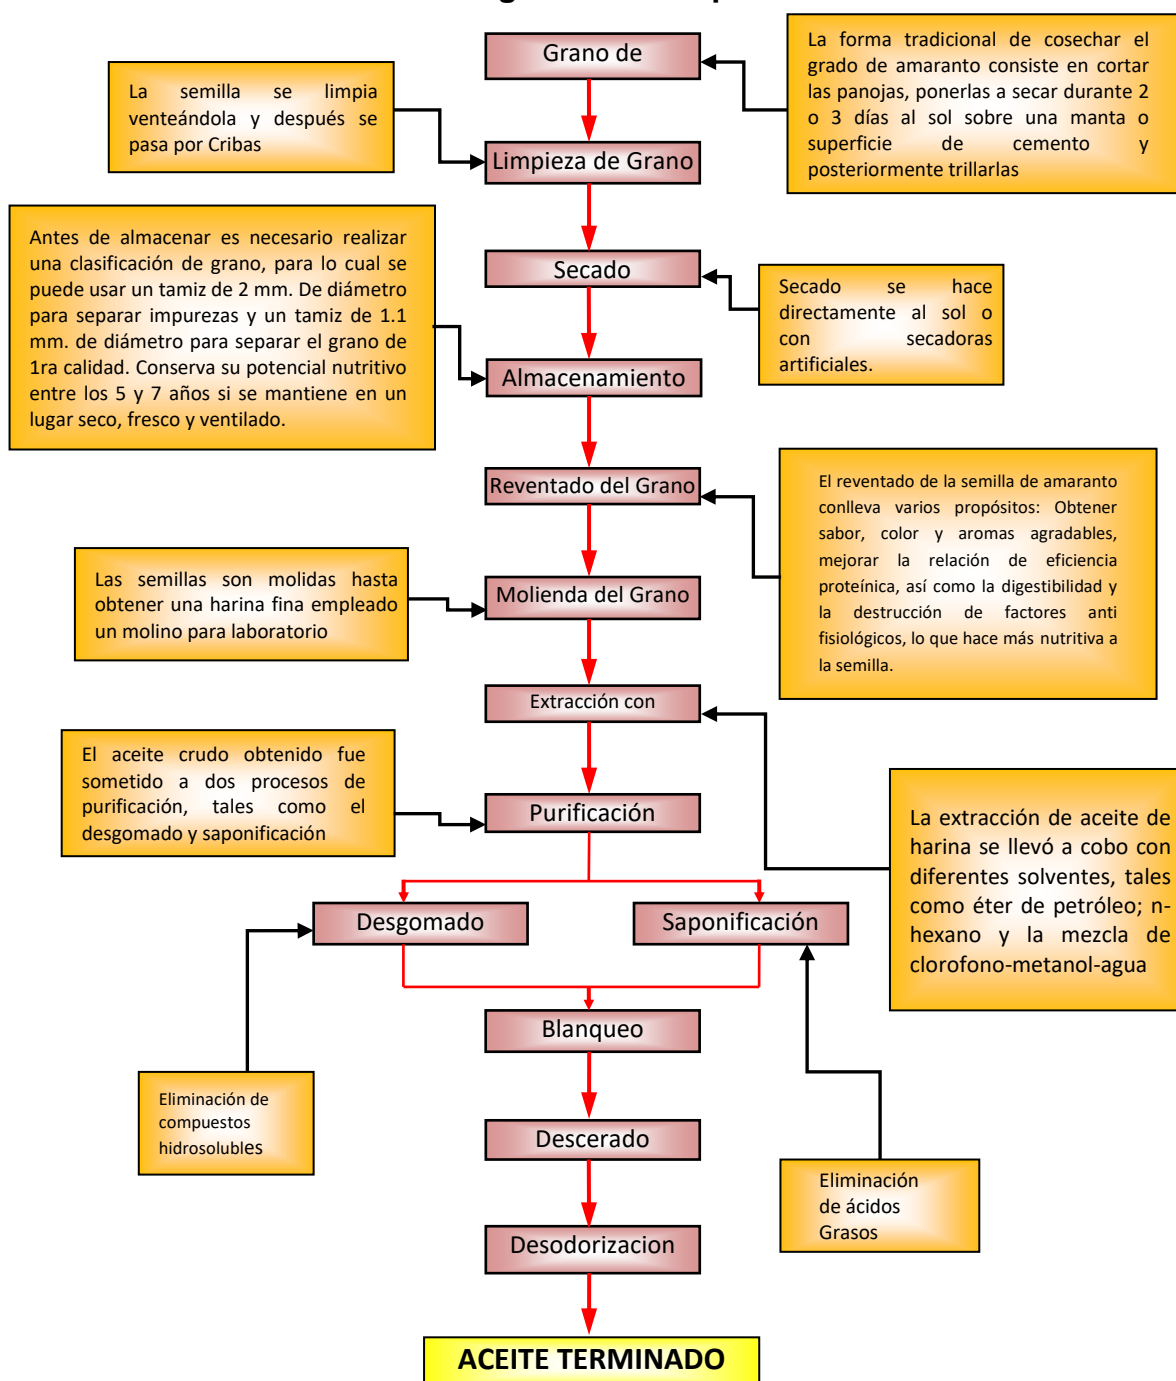 Grano de
La forma tradicional de cosechar el
grado de amaranto consiste en cortar
las panojas, ponerlas a secar durante 2
o 3 días al sol sobre una manta o
superficie de cemento y
posteriormente trillarlas
La semilla se limpia
venteándola y después se
pasa por Cribas
Limpieza de Grano
Antes de almacenar es necesario realizar
una clasificación de grano, para lo cual se
puede usar un tamiz de 2 mm. De diámetro
para separar impurezas y un tamiz de 1.1
mm. de diámetro para separar el grano de
1ra calidad. Conserva su potencial nutritivo
entre los 5 y 7 años si se mantiene en un
lugar seco, fresco y ventilado.
Secado
Secado se hace
directamente al sol o
con secadoras
artificiales.
Almacenamiento
Reventado del Grano
El reventado de la semilla de amaranto
conlleva varios propósitos: Obtener
sabor, color y aromas agradables,
mejorar la relación de eficiencia
proteínica, así como la digestibilidad y
la destrucción de factores anti
fisiológicos, lo que hace más nutritiva a
la semilla.
Las semillas son molidas hasta
obtener una harina fina empleado
un molino para laboratorio
Molienda del Grano
Extracción con
El aceite crudo obtenido fue
sometido a dos procesos de
purificación, tales como el
desgomado y saponificación
Purificación
La extracción de aceite de
harina se llevó a cobo con
diferentes solventes, tales
como éter de petróleo; n-
hexano y la mezcla de
clorofono-metanol-agua
Desgomado
Saponificación
Blanqueo
Eliminación de
compuestos
hidrosolubles
Descerado
Eliminación
de ácidos
Grasos
Desodorizacion
ACEITE TERMINADO